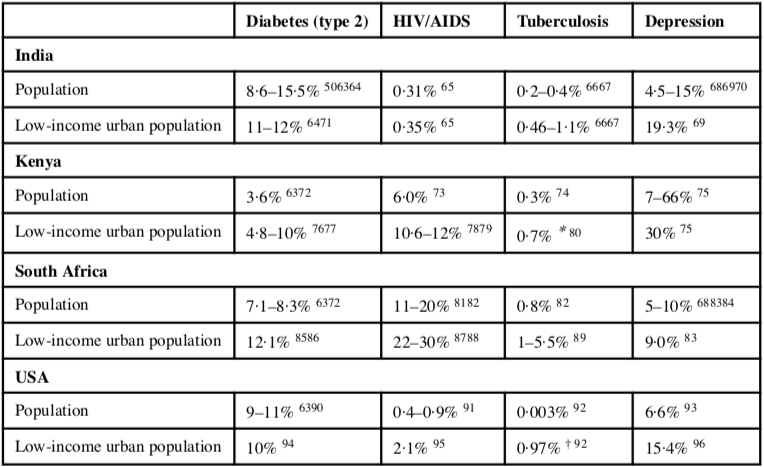 Diabetes (type 2) HIV/AIDS Tuberculosis Depression
India
Population 8·6–15·5% 506364 0·31% 65 0·2–0·4% 6667 4·5–15% 686970
Low-income urban population 11–12% 6471 0·35% 65 0·46–1·1% 6667 19·3% 69
Kenya
Population 3·6% 6372 6·0% 73 0·3% 74 7–66% 75
Low-income urban population 4·8–10% 7677 10·6–12% 7879 0·7% * 80 30% 75
South Africa
Population 7·1–8·3% 6372 11–20% 8182 0·8% 82 5–10% 688384
Low-income urban population 12·1% 8586 22–30% 8788 1–5·5% 89 9·0% 83
USA
Population 9–11% 6390 0·4–0·9% 91 0·003% 92 6·6% 93
Low-income urban population 10% 94 2·1% 95 0·97% † 92 15·4% 96